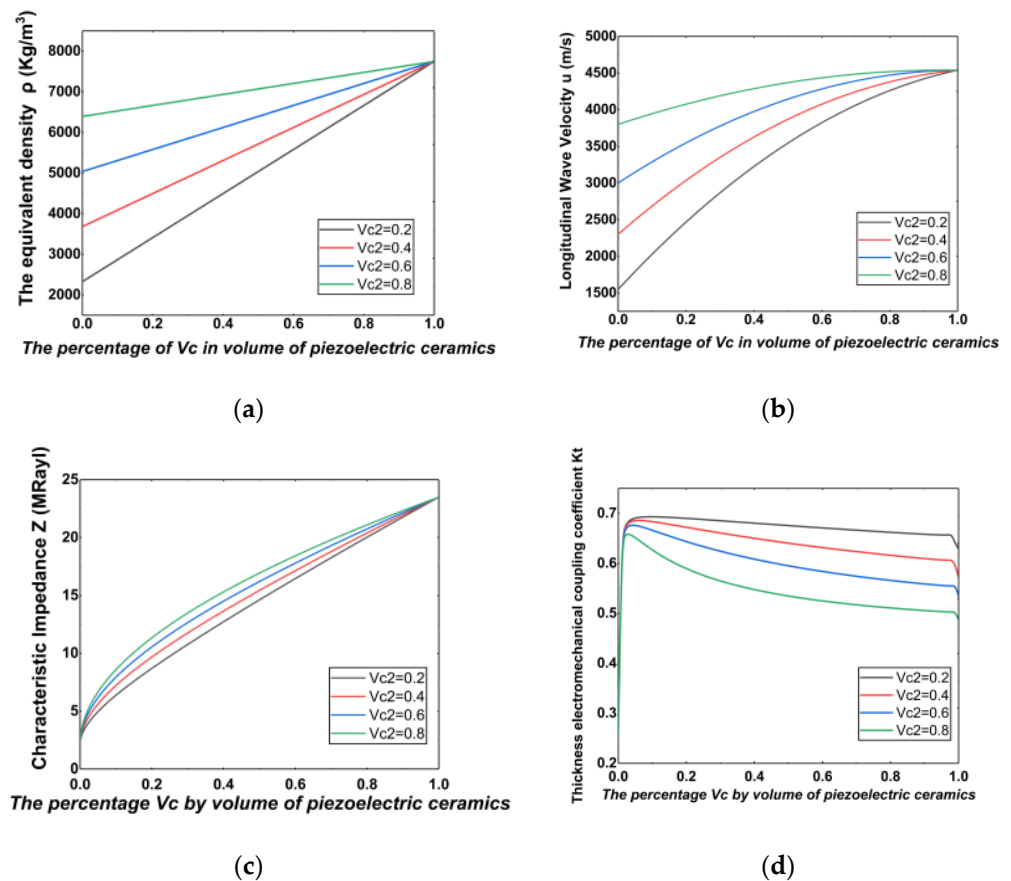 The equivalent density ρ (Kg/m³)
8000
7000
6000
5000
4000
3000
2000
Vc2=0.2
Vc2=0.4
Vc2=0.6
Vc2=0.8
0.0 0.2 0.4 0.6 0.8 1.0
The percentage of Vc in volume of piezoelectric ceramics
(a)
Longitudinal Wave Velocity u (m/s)
5000
4500
4000
3500
3000
2500
2000
1500
Vc2=0.2
Vc2=0.4
Vc2=0.6
Vc2=0.8
0.0 0.2 0.4 0.6 0.8 1.0
The percentage of Vc in volume of piezoelectric ceramics
(b)
Characteristic Impedance Z (MRayl)
25
20
15
10
5
0
Vc2=0.2
Vc2=0.4
Vc2=0.6
Vc2=0.8
0.0 0.2 0.4 0.6 0.8 1.0
The percentage Vc by volume of piezoelectric ceramics
(c)
Thickness electromechanical coupling coefficient Kt
0.7
0.6
0.5
0.4
0.3
0.2
Vc2=0.2
Vc2=0.4
Vc2=0.6
Vc2=0.8
0.0 0.2 0.4 0.6 0.8 1.0
The percentage Vc by volume of piezoelectric ceramics
(d)